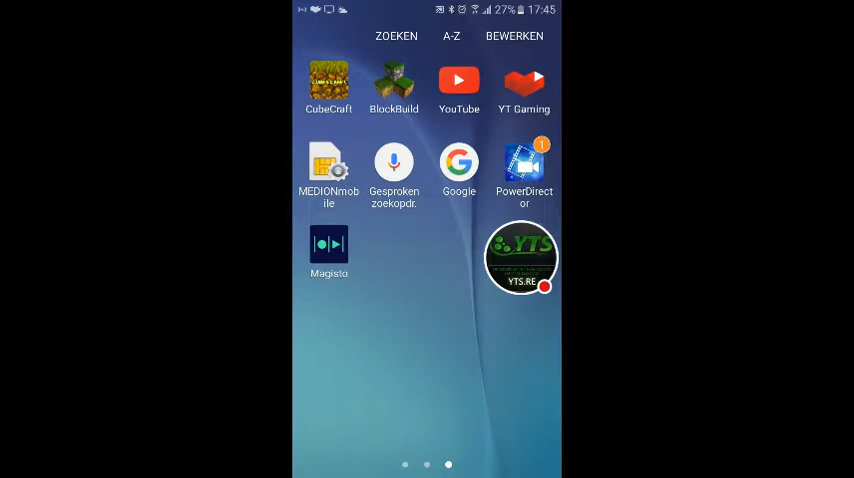 27% 17:45
ZOEKEN A-Z BEWERKEN
CubeCraft BlockBuild YouTube YT Gaming
1
MEDIONmob
ile
Gesproken
zoekopdr.
Google
PowerDirect
or
Magisto
YTS
YTS.RE